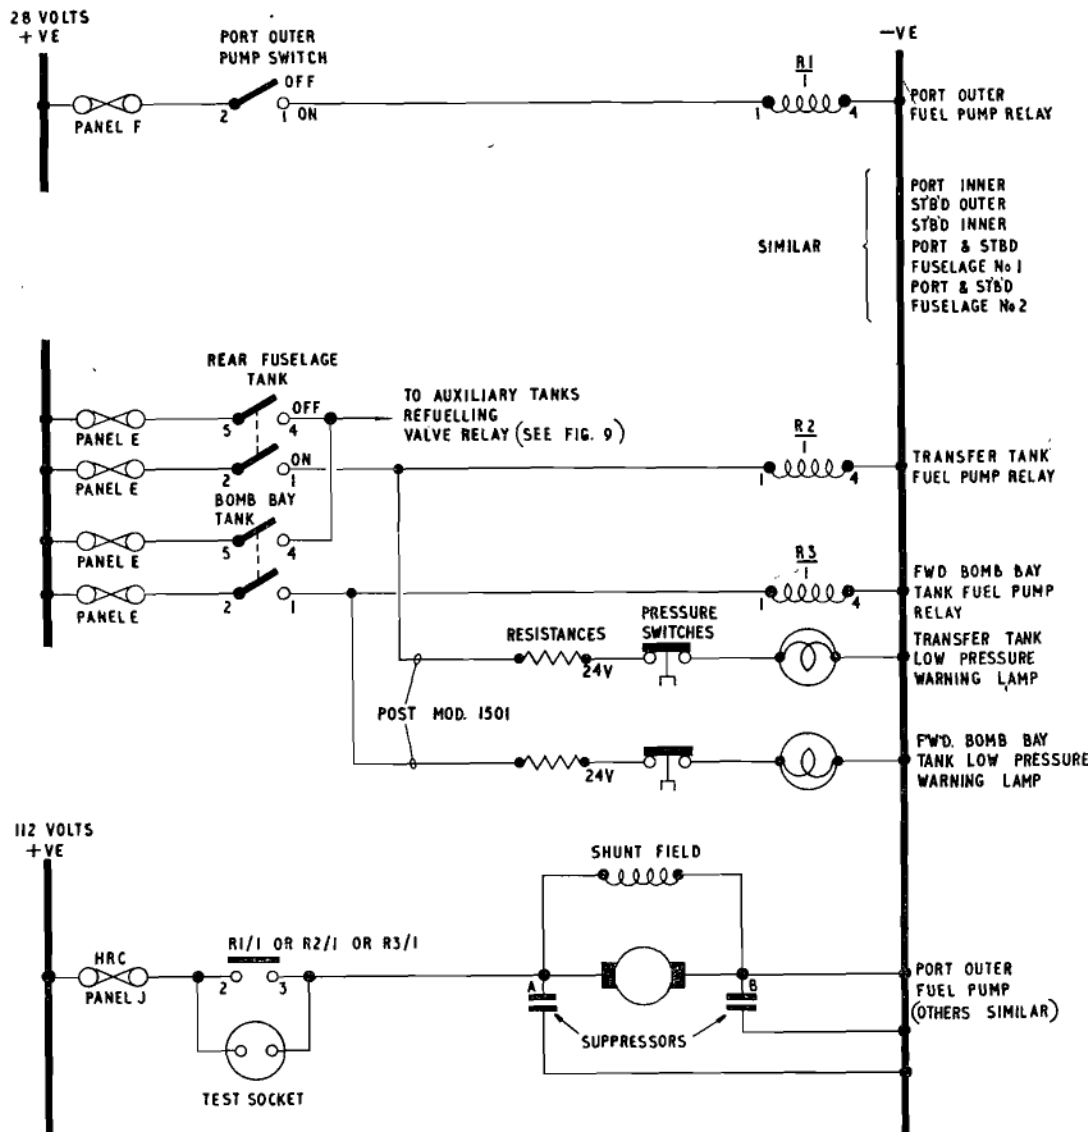 28 VOLTS
+VE
PORT OUTER
PUMP SWITCH
OFF
2
1 ON
PANEL F
R1
1
1
4
-VE
PORT OUTER
FUEL PUMP RELAY
SIMILAR
PORT INNER
STB'D OUTER
STB'D INNER
PORT & STBD
FUSELAGE No 1
PORT & STB'D
FUSELAGE No 2
REAR FUSELAGE
TANK
OFF
5
4
PANEL E
TO AUXILIARY TANKS
REFUELLING
VALVE RELAY (SEE FIG. 9)
ON
2
1
PANEL E
R2
1
1
4
TRANSFER TANK
FUEL PUMP RELAY
BOMB BAY
TANK
5
4
PANEL E
2
1
PANEL E
R3
1
1
4
FWD BOMB BAY
TANK FUEL PUMP
RELAY
RESISTANCES
24V
PRESSURE
SWITCHES
TRANSFER TANK
LOW PRESSURE
WARNING LAMP
POST MOD. 1501
24V
FWD. BOMB BAY
TANK LOW PRESSURE
WARNING LAMP
112 VOLTS
+VE
HRC
PANEL J
R1/1 OR R2/1 OR R3/1
2
3
TEST SOCKET
SHUNT FIELD
A
B
SUPPRESSORS
PORT OUTER
FUEL PUMP
(OTHERS SIMILAR)